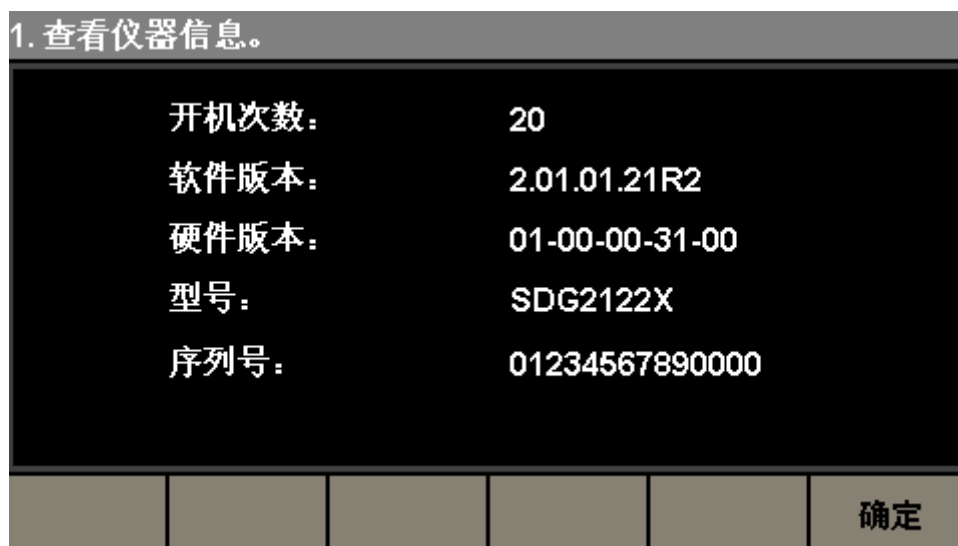 1. 查看仪器信息。
开机次数： 20
软件版本： 2.01.01.21R2
硬件版本： 01-00-00-31-00
型号： SDG2122X
序列号： 01234567890000
确定